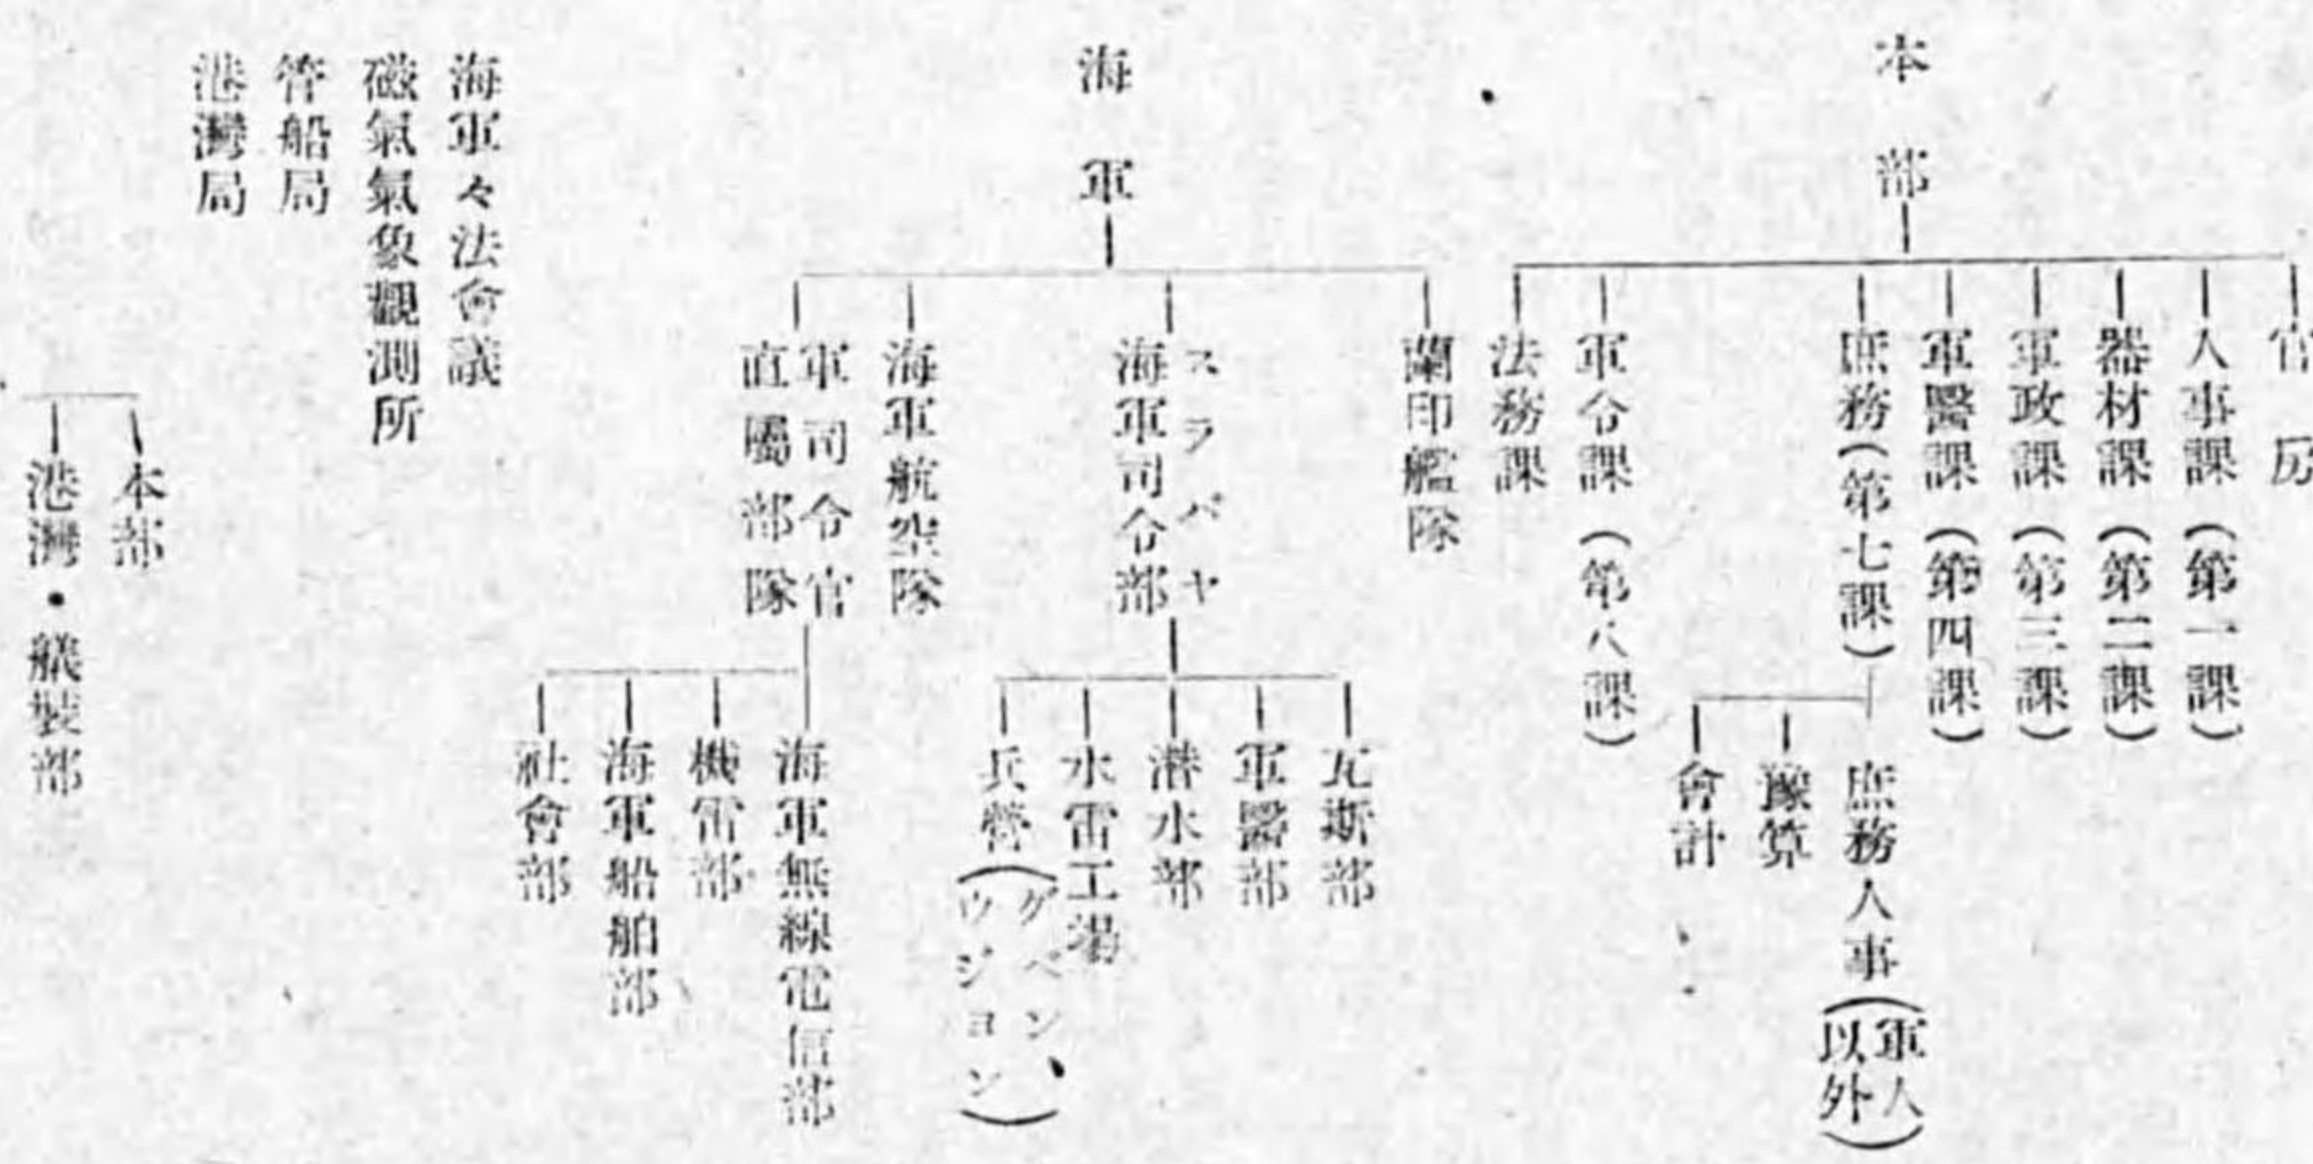 本部
官房
人事課(第一課)
器材課(第二課)
軍政課(第三課)
軍醫課(第四課)
庶務(第七課)
庶務人事(軍人以外)
豫算
會計
軍令課(第八課)
法務課
海軍
蘭印艦隊
スラバヤ
海軍司令部
瓦斯部
軍醫部
潜水部
水雷工場
兵營(グベン、ウジョン)
海軍航空隊
軍司令官
直屬部隊
海軍無線電信部
機雷部
海軍船舶部
社會部
海軍々法會議
磁氣氣象觀測所
管船局
港灣局
本部
港灣・艤裝部